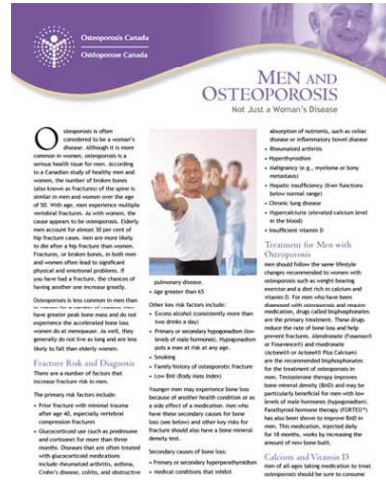 Osteoporosis Canada
Ostéoporose Canada
MEN AND
OSTEOPOROSIS
Not Just a Woman's Disease
Osteoporosis is often
considered to be a woman's
disease. Although it is more
common in women, osteoporosis is a
serious health issue for men. According
to a Canadian study of healthy men and
women, the number of broken bones
(also known as fractures) of the spine is
similar in men and women over the age
of 50. With age, men experience multiple
vertebral fractures. As with women, the
cause appears to be osteoporosis. Elderly
men account for almost 30 per cent of
hip fracture cases. Men are more likely
to die after a hip fracture than women.
Fractures, or broken bones, in both men
and women often lead to significant
physical and emotional problems. If
you have had a fracture, the chances of
having another one increase greatly.
Osteoporosis is less common in men than
in women for a number of reasons. Men
have greater peak bone mass and do not
experience the accelerated bone loss
women do at menopause. As well, they
generally do not live as long and are less
likely to fall than elderly women.
Fracture Risk and Diagnosis
There are a number of factors that
increase fracture risk in men.
The primary risk factors include:
• Prior fracture with minimal trauma
after age 40, especially vertebral
compression fractures
• Glucocorticoid use (such as prednisone
and cortisone) for more than three
months. Diseases that are often treated
with glucocorticoid medications
include rheumatoid arthritis, asthma,
Crohn's disease, colitis, and obstructive
pulmonary disease.
• Age greater than 65
Other key risk factors include:
• Excess alcohol (consistently more than
two drinks a day)
• Primary or secondary hypogonadism (low
levels of male hormones). Hypogonadism
puts a man at risk at any age.
• Smoking
• Family history of osteoporotic fracture
• Low BMI (Body Mass Index)
Younger men may experience bone loss
because of another health condition or as
a side effect of a medication. Men who
have these secondary causes for bone
loss (see below) and other key risks for
fracture should also have a bone mineral
density test.
Secondary causes of bone loss:
• Primary or secondary hyperparathyroidism
• Medical conditions that inhibit
absorption of nutrients, such as celiac
disease or inflammatory bowel disease
• Rheumatoid arthritis
• Hyperthyroidism
• Malignancy (e.g., myeloma or bony
metastasis)
• Hepatic insufficiency (liver functions
below normal range)
• Chronic lung disease
• Hypercalciuria (elevated calcium level
in the blood)
• Insufficient vitamin D
Treatment for Men with
Osteoporosis
Men should follow the same lifestyle
changes recommended to women with
osteoporosis such as weight bearing
exercise and a diet rich in calcium and
vitamin D. For men who have been
diagnosed with osteoporosis and require
medication, drugs called bisphosphonates
are the primary treatment. These drugs
reduce the rate of bone loss and help
prevent fractures. Alendronate (Fosamax®
or Fosavance®) and risedronate
(Actonel® or Actonel® Plus Calcium)
are the recommended bisphosphonates
for the treatment of osteoporosis in
men. Testosterone therapy improves
bone mineral density (BMD) and may be
particularly beneficial for men with low
levels of male hormones (hypogonadism).
Parathyroid hormone therapy (FORTEO™)
has also been shown to improve BMD in
men. This medication, injected daily
for 18 months, works by increasing the
amount of new bone built.
Calcium and Vitamin D
Men of all ages taking medication to treat
osteoporosis should be sure to consume